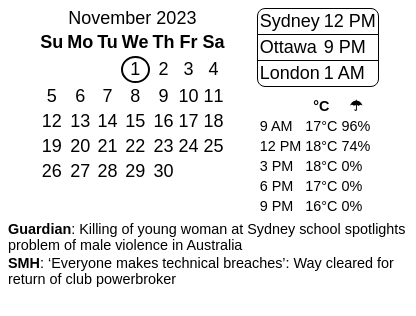 November 2023
Su Mo Tu We Th Fr Sa
1 2 3 4
5 6 7 8 9 10 11
12 13 14 15 16 17 18
19 20 21 22 23 24 25
26 27 28 29 30
Sydney 12 PM
Ottawa 9 PM
London 1 AM
°C ☂
9 AM 17°C 96%
12 PM 18°C 74%
3 PM 18°C 0%
6 PM 17°C 0%
9 PM 16°C 0%
Guardian: Killing of young woman at Sydney school spotlights
problem of male violence in Australia
SMH: ‘Everyone makes technical breaches’: Way cleared for
return of club powerbroker